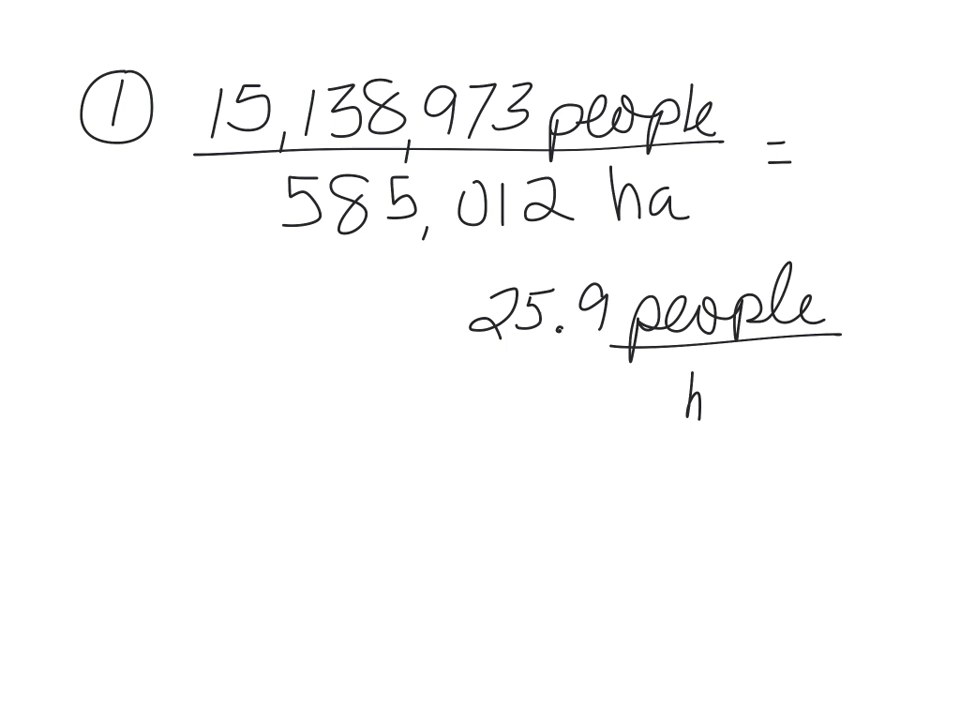 ① 15,138,973 people
585,012 ha =
25.9 people
h